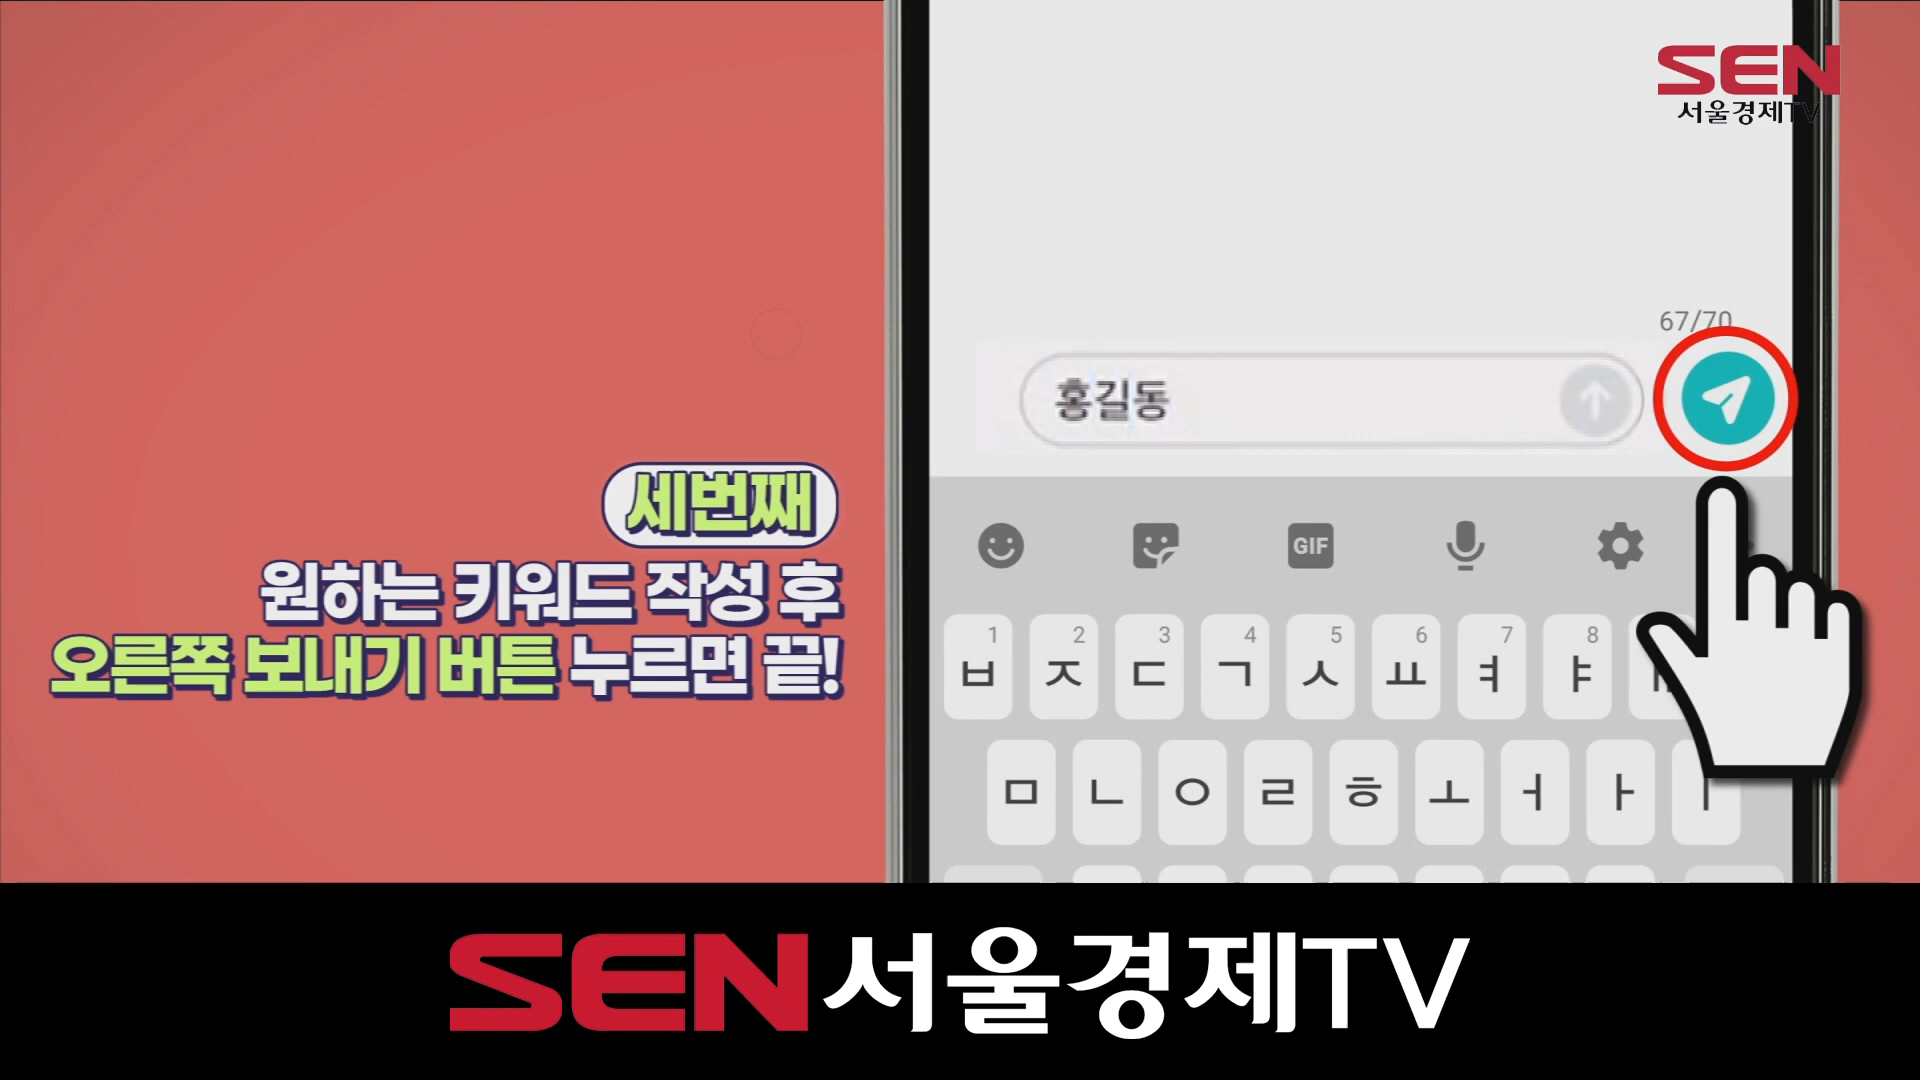 SEN
서울경제TV
67/70
홍길동
세번째
원하는 키워드 작성 후
오른쪽 보내기 버튼 누르면 끝!
GIF
1 2 3 4 5 6 7 8
ㅂ ㅈ ㄷ ㄱ ㅅ ㅛ ㅕ ㅑ
ㅁ ㄴ ㅇ ㄹ ㅎ ㅗ ㅓ ㅏ ㅣ
SEN서울경제TV